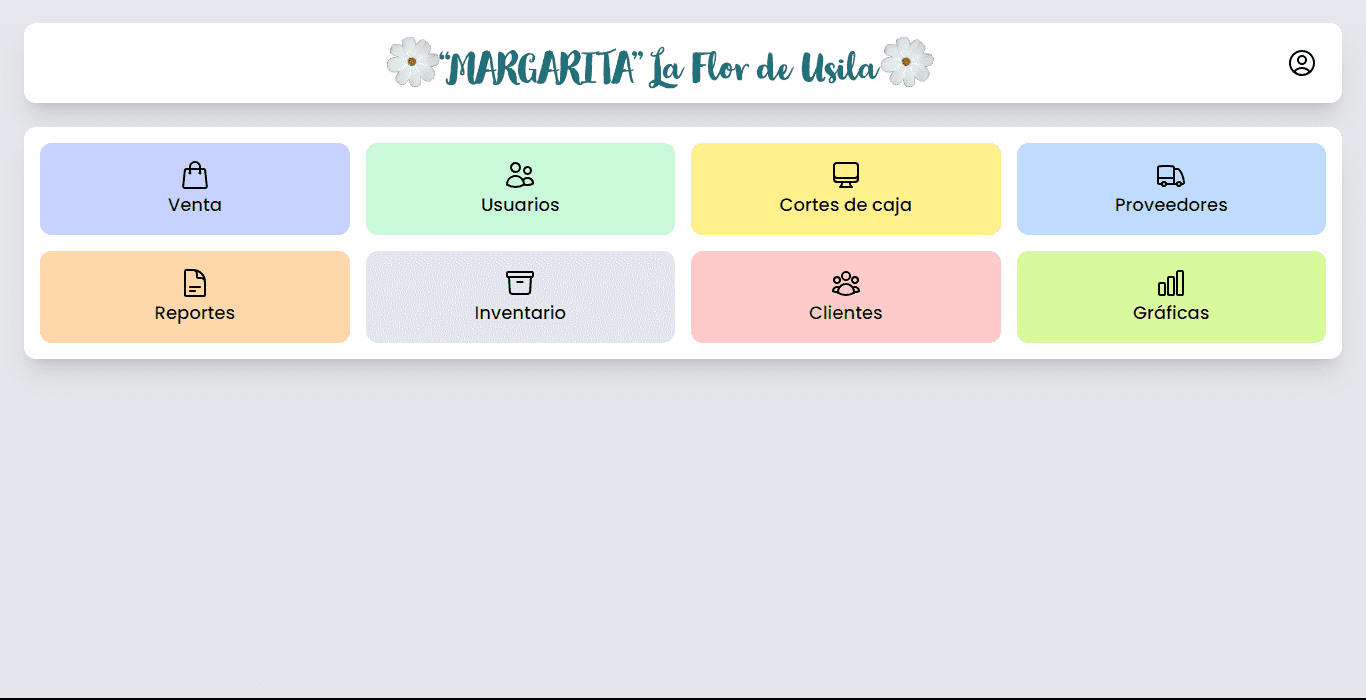 “MARGARITA” La Flor de Usila
Venta
Usuarios
Cortes de caja
Proveedores
Reportes
Inventario
Clientes
Gráficas